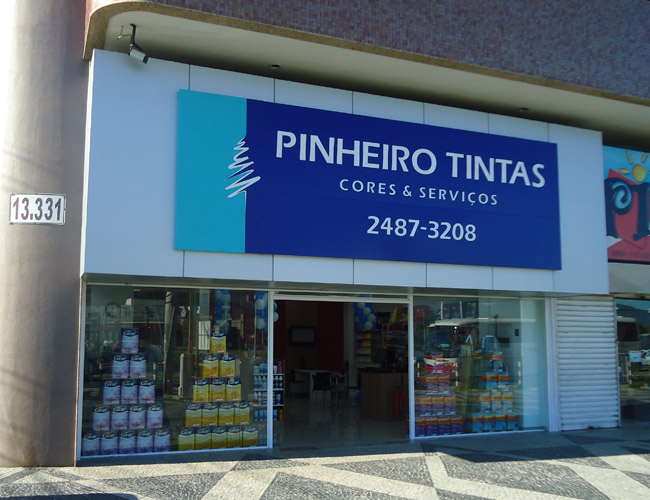 13.331
PINHEIRO TINTAS
CORES & SERVIÇOS
2487-3208